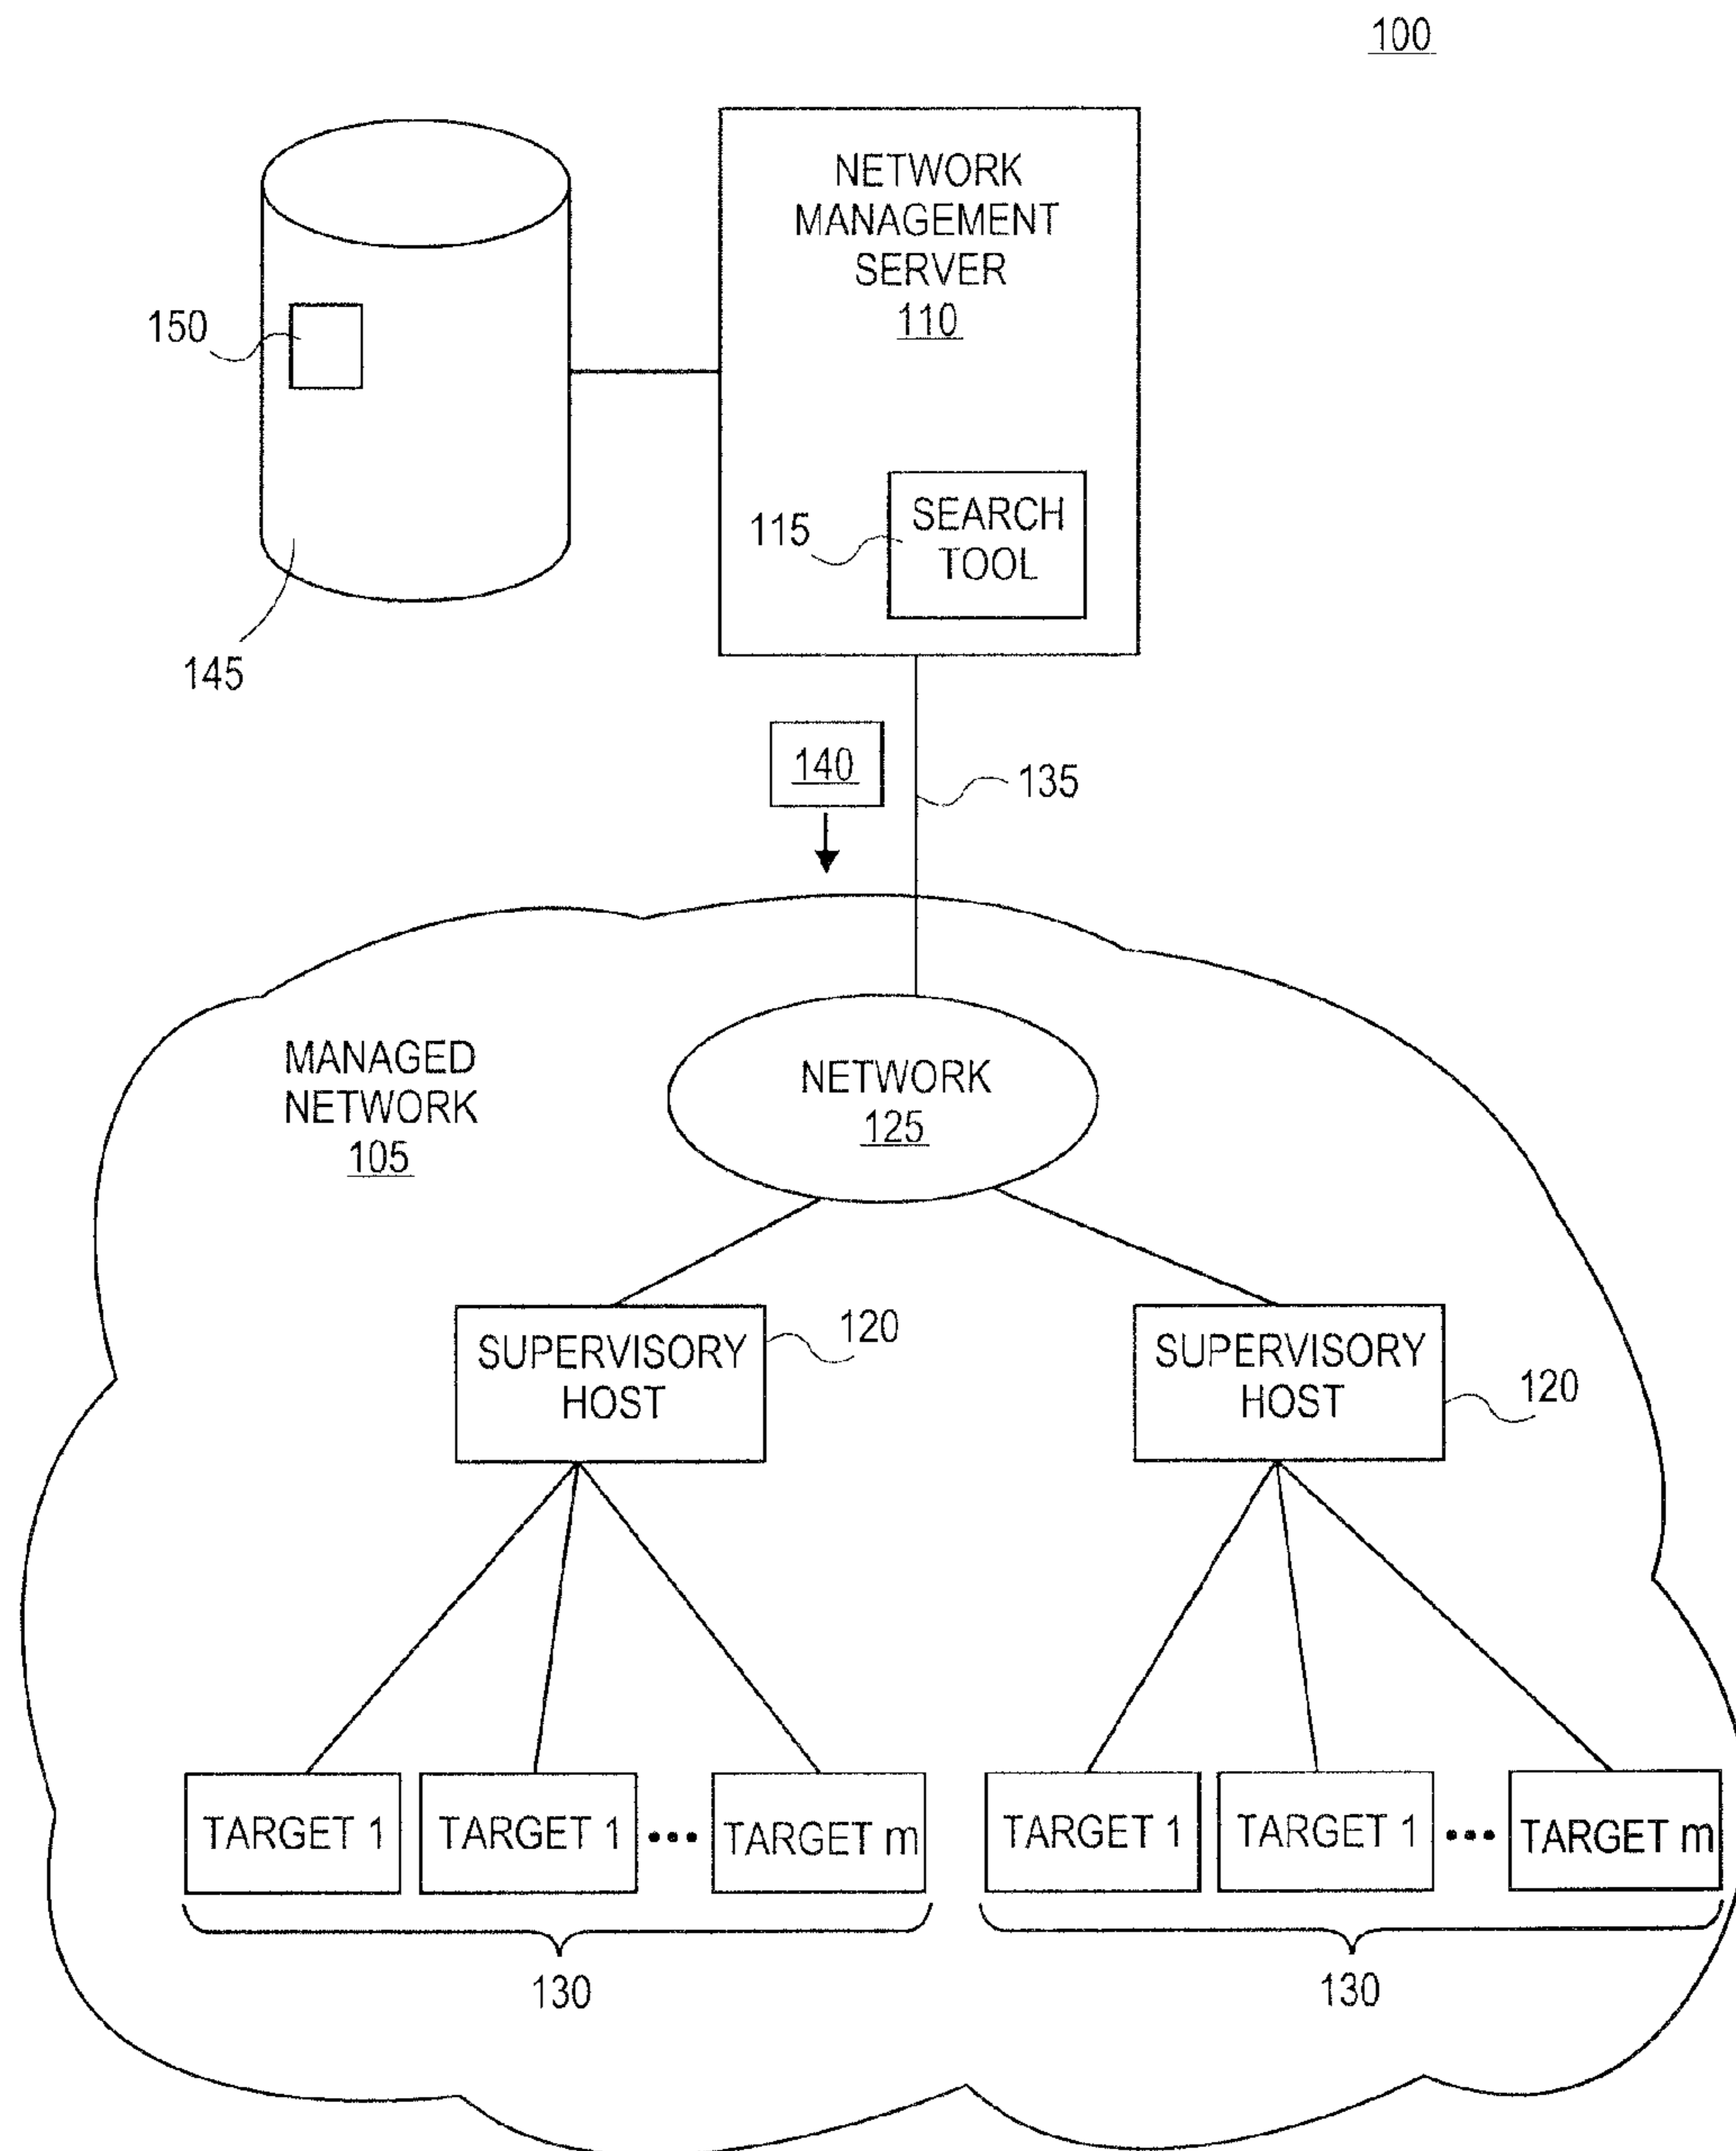 100
NETWORK
MANAGEMENT
SERVER
110
150
115
SEARCH
TOOL
145
140
135
MANAGED
NETWORK
105
NETWORK
125
SUPERVISORY
HOST
120
SUPERVISORY
HOST
120
TARGET 1
TARGET 1
•••
TARGET m
TARGET 1
TARGET 1
•••
TARGET m
130
130